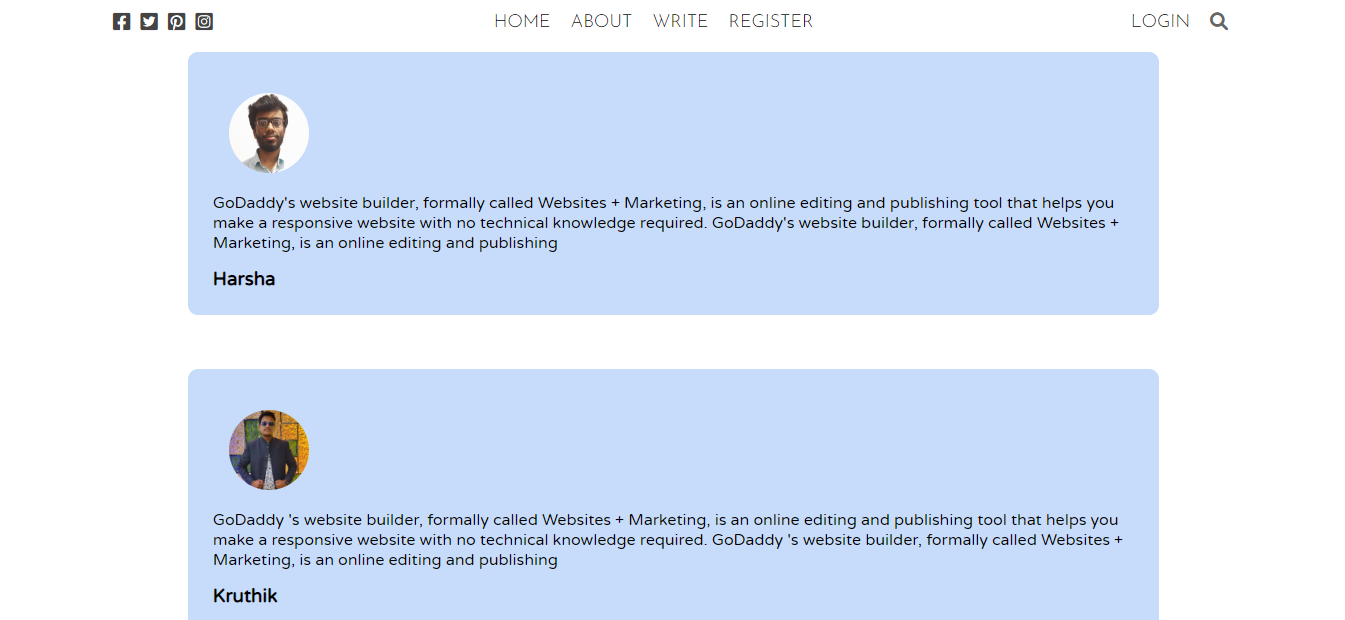 HOME ABOUT WRITE REGISTER LOGIN
GoDaddy's website builder, formally called Websites + Marketing, is an online editing and publishing tool that helps you
make a responsive website with no technical knowledge required. GoDaddy's website builder, formally called Websites +
Marketing, is an online editing and publishing
Harsha
GoDaddy 's website builder, formally called Websites + Marketing, is an online editing and publishing tool that helps you
make a responsive website with no technical knowledge required. GoDaddy 's website builder, formally called Websites +
Marketing, is an online editing and publishing
Kruthik